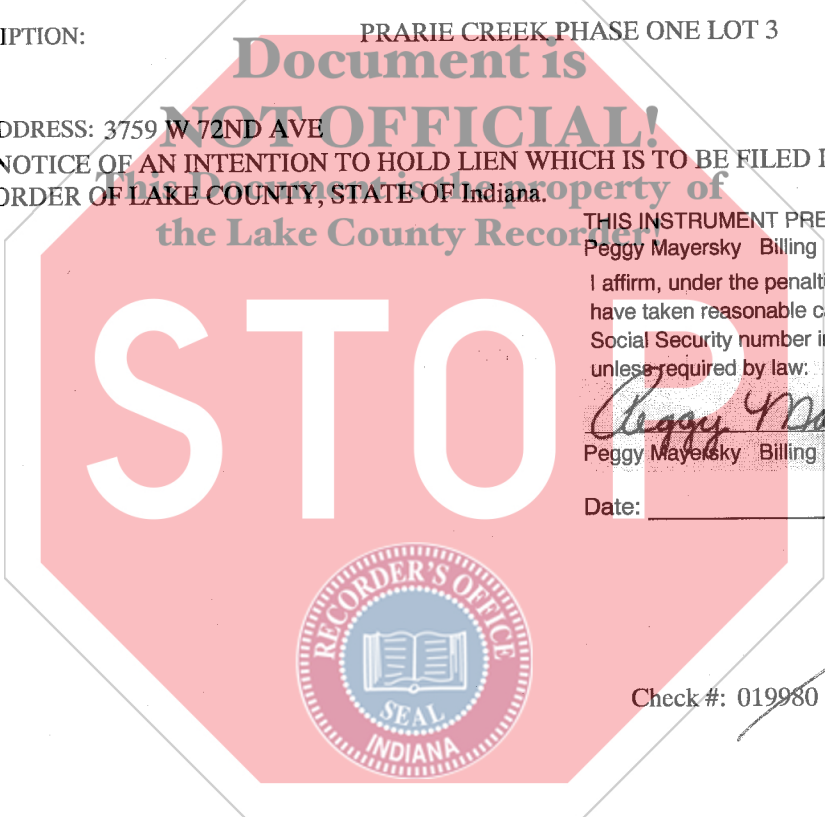 IPTION: PRARIE CREEK PHASE ONE LOT 3
Document is
NOT OFFICIAL!
DDRESS: 3759 W 72ND AVE
NOTICE OF AN INTENTION TO HOLD LIEN WHICH IS TO BE FILED
This Document is the property of
ORDER OF LAKE COUNTY, STATE OF Indiana.
the Lake County Recorder!
THIS INSTRUMENT PRE
Peggy Mayersky Billing
I affirm, under the penalti
have taken reasonable c
Social Security number i
unless required by law:
STOP
Peggy Ma
Peggy Mayersky Billing
Date:
RECORDER'S OFFICE
SEAL
INDIANA
Check #: 019980